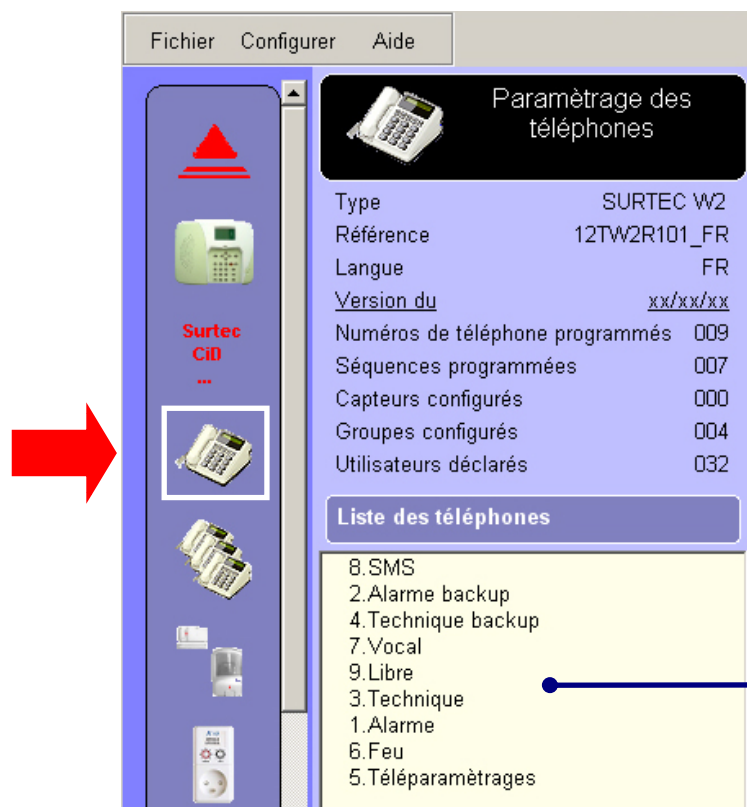 Fichier Configurer Aide
Paramètrage des
téléphones
Type SURTEC W2
Référence 12TW2R101_FR
Langue FR
Version du xx/xx/xx
Numéros de téléphone programmés 009
Séquences programmées 007
Capteurs configurés 000
Groupes configurés 004
Utilisateurs déclarés 032
Surtec
CiD
...
Liste des téléphones
8.SMS
2.Alarme backup
4.Technique backup
7.Vocal
9.Libre
3.Technique
1.Alarme
6.Feu
5.Téléparamètrages